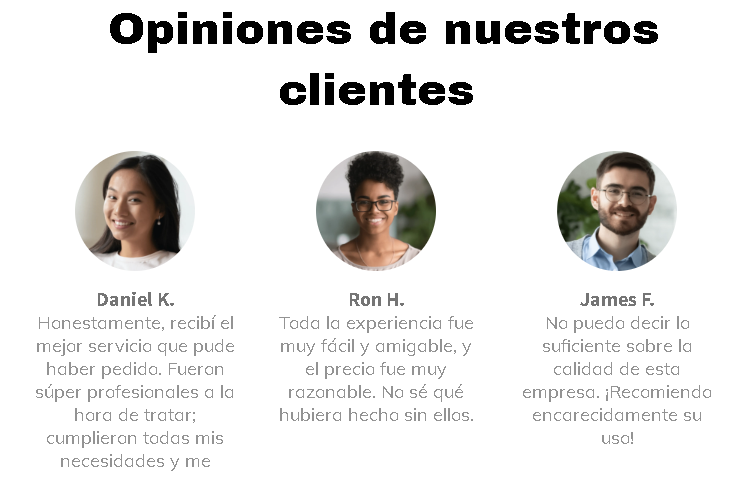 Opiniones de nuestros
clientes
Daniel K.
Honestamente, recibí el
mejor servicio que pude
haber pedido. Fueron
súper profesionales a la
hora de tratar;
cumplieron todas mis
necesidades y me
Ron H.
Toda la experiencia fue
muy fácil y amigable, y
el precio fue muy
razonable. No sé qué
hubiera hecho sin ellos.
James F.
No puedo decir lo
suficiente sobre la
calidad de esta
empresa. ¡Recomiendo
encarecidamente su
uso!